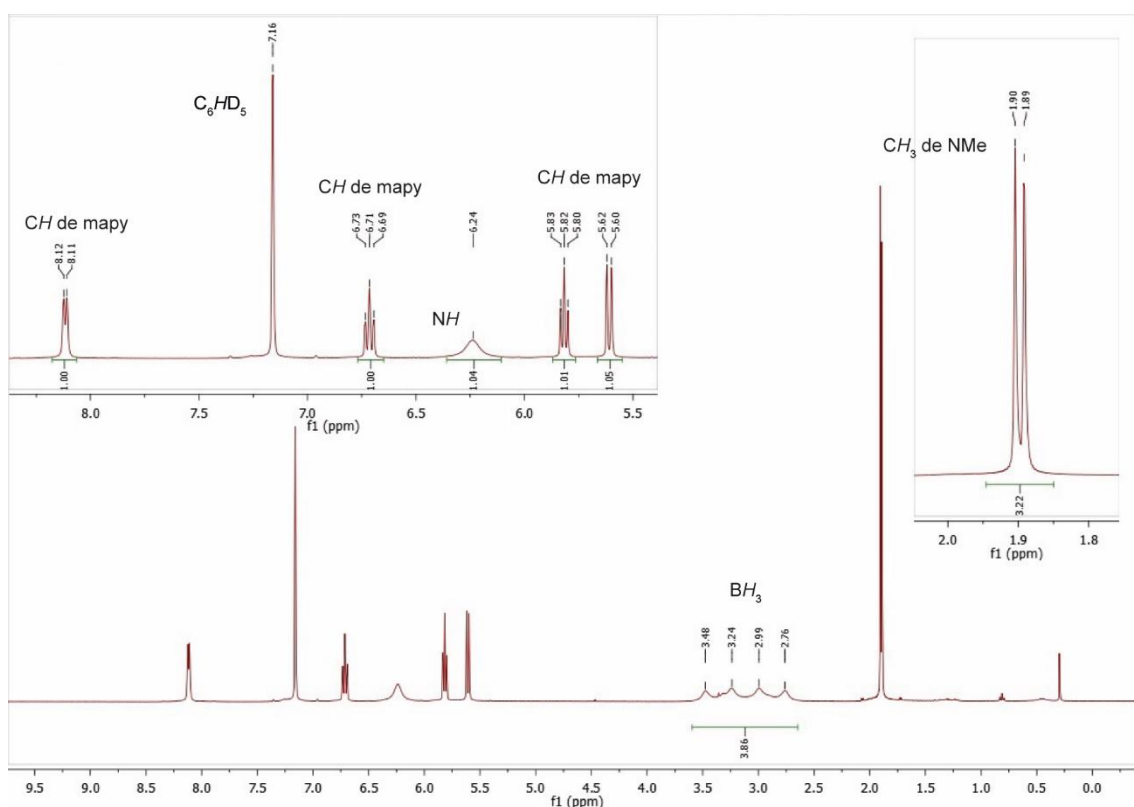 7.16
C6HD5
CH de mapy
CH de mapy
CH de mapy
8.12
8.11
6.73
6.71
6.69
6.24
5.83
5.82
5.80
5.62
5.60
NH
1.00
1.00
1.04
1.01
1.05
8.0 7.5 7.0 6.5 6.0 5.5
f1 (ppm)
CH3 de NMe
1.90
1.89
3.22
2.0 1.9 1.8
f1 (ppm)
BH3
3.48
3.24
2.99
2.76
3.86
9.5 9.0 8.5 8.0 7.5 7.0 6.5 6.0 5.5 5.0 4.5 4.0 3.5 3.0 2.5 2.0 1.5 1.0 0.5 0.0
f1 (ppm)